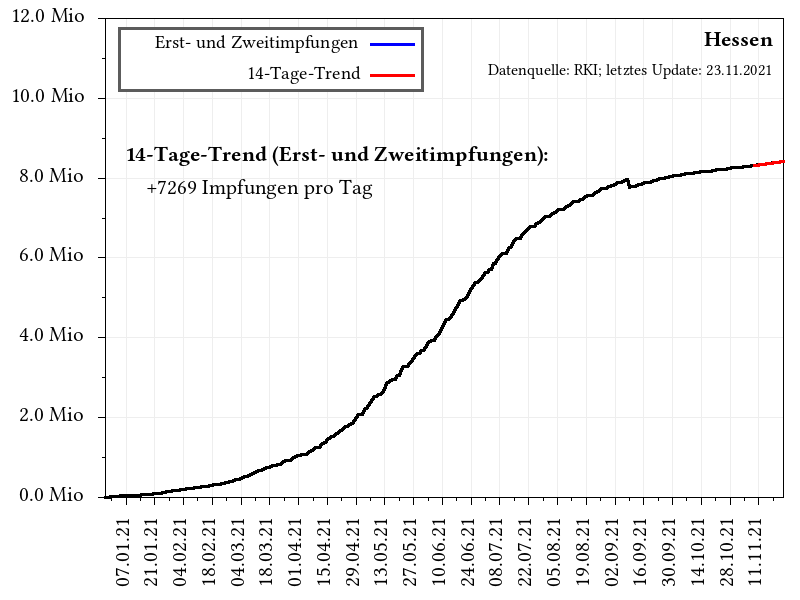 12.0 Mio
10.0 Mio
8.0 Mio
6.0 Mio
4.0 Mio
2.0 Mio
0.0 Mio
Erst- und Zweitimpfungen
14-Tage-Trend
Hessen
Datenquelle: RKI; letztes Update: 23.11.2021
14-Tage-Trend (Erst- und Zweitimpfungen):
+7269 Impfungen pro Tag
07.01.21
21.01.21
04.02.21
18.02.21
04.03.21
18.03.21
01.04.21
15.04.21
29.04.21
13.05.21
27.05.21
10.06.21
24.06.21
08.07.21
22.07.21
05.08.21
19.08.21
02.09.21
16.09.21
30.09.21
14.10.21
28.10.21
11.11.21